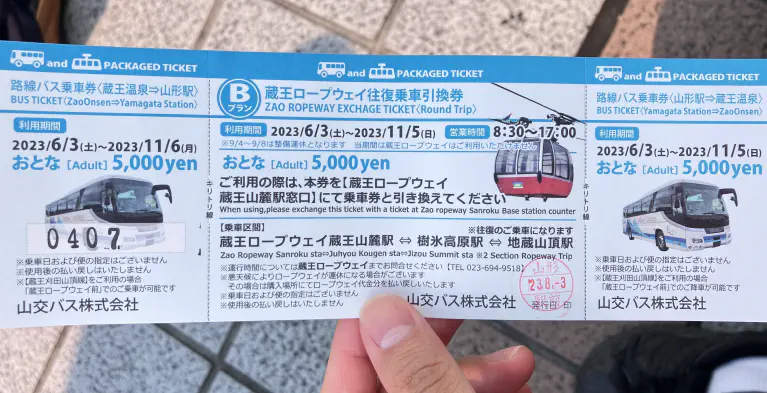 and PACKAGED TICKET
路線バス乗車券〈蔵王温泉⇒山形駅〉
BUS TICKET〈ZaoOnsen⇒Yamagata Station〉
利用期間
2023/6/3(土)~2023/11/6(月)
おとな [Adult] 5,000yen
0407
※乗車日および便の指定はございません
※使用後の払い戻しはいたしません
※【蔵王刈田山頂線】をご利用の場合
「蔵王ロープウェイ前」でのご乗車が可能です
山交バス株式会社
キリトリ線
and PACKAGED TICKET
Bプラン
蔵王ロープウェイ往復乗車引換券
ZAO ROPEWAY EXCHAGE TICKET〈Round Trip〉
利用期間 2023/6/3(土)~2023/11/5(日) 営業時間 8:30~17:00
※9/4~9/8は整備運休となります 当期間は蔵王ロープウェイはご利用いただけません
おとな [Adult] 5,000yen
ご利用の際は、本券を【蔵王ロープウェイ
蔵王山麓駅窓口】にて乗車券と引き換えてください
When using,please exchange this ticket with a ticket at Zao ropeway Sanroku Base station counter
【乗車区間】 ※往復のご乗車になります
蔵王ロープウェイ蔵王山麓駅 ⇔ 樹氷高原駅 ⇔ 地蔵山頂駅
Zao Ropeway Sanroku sta⇔Juhyou Kougen sta⇔Jizou Summit sta ※2 Section Ropeway Trip
※運行時間については蔵王ロープウェイまでお問合せください【TEL 023-694-9518】
※悪天候によりロープウェイが運休になる場合がございます
その場合は購入場所にてロープウェイ代金分を払い戻しいたします
※乗車日および便の指定はございません
※使用後の払い戻しはいたしません
山交バス株式会社
'23.8.-3
発行日
キリトリ線
and PACKAGED TICKET
路線バス乗車券〈山形駅⇒蔵王温泉〉
BUS TICKET〈Yamagata Station⇒ZaoOnsen〉
利用期間
2023/6/3(土)~2023/11/5(日)
おとな [Adult] 5,000yen
※乗車日および便の指定はございません
※使用後の払い戻しはいたしません
※【蔵王刈田山頂線】をご利用の場合
「蔵王ロープウェイ前」でのご降車が可能です
山交バス株式会社